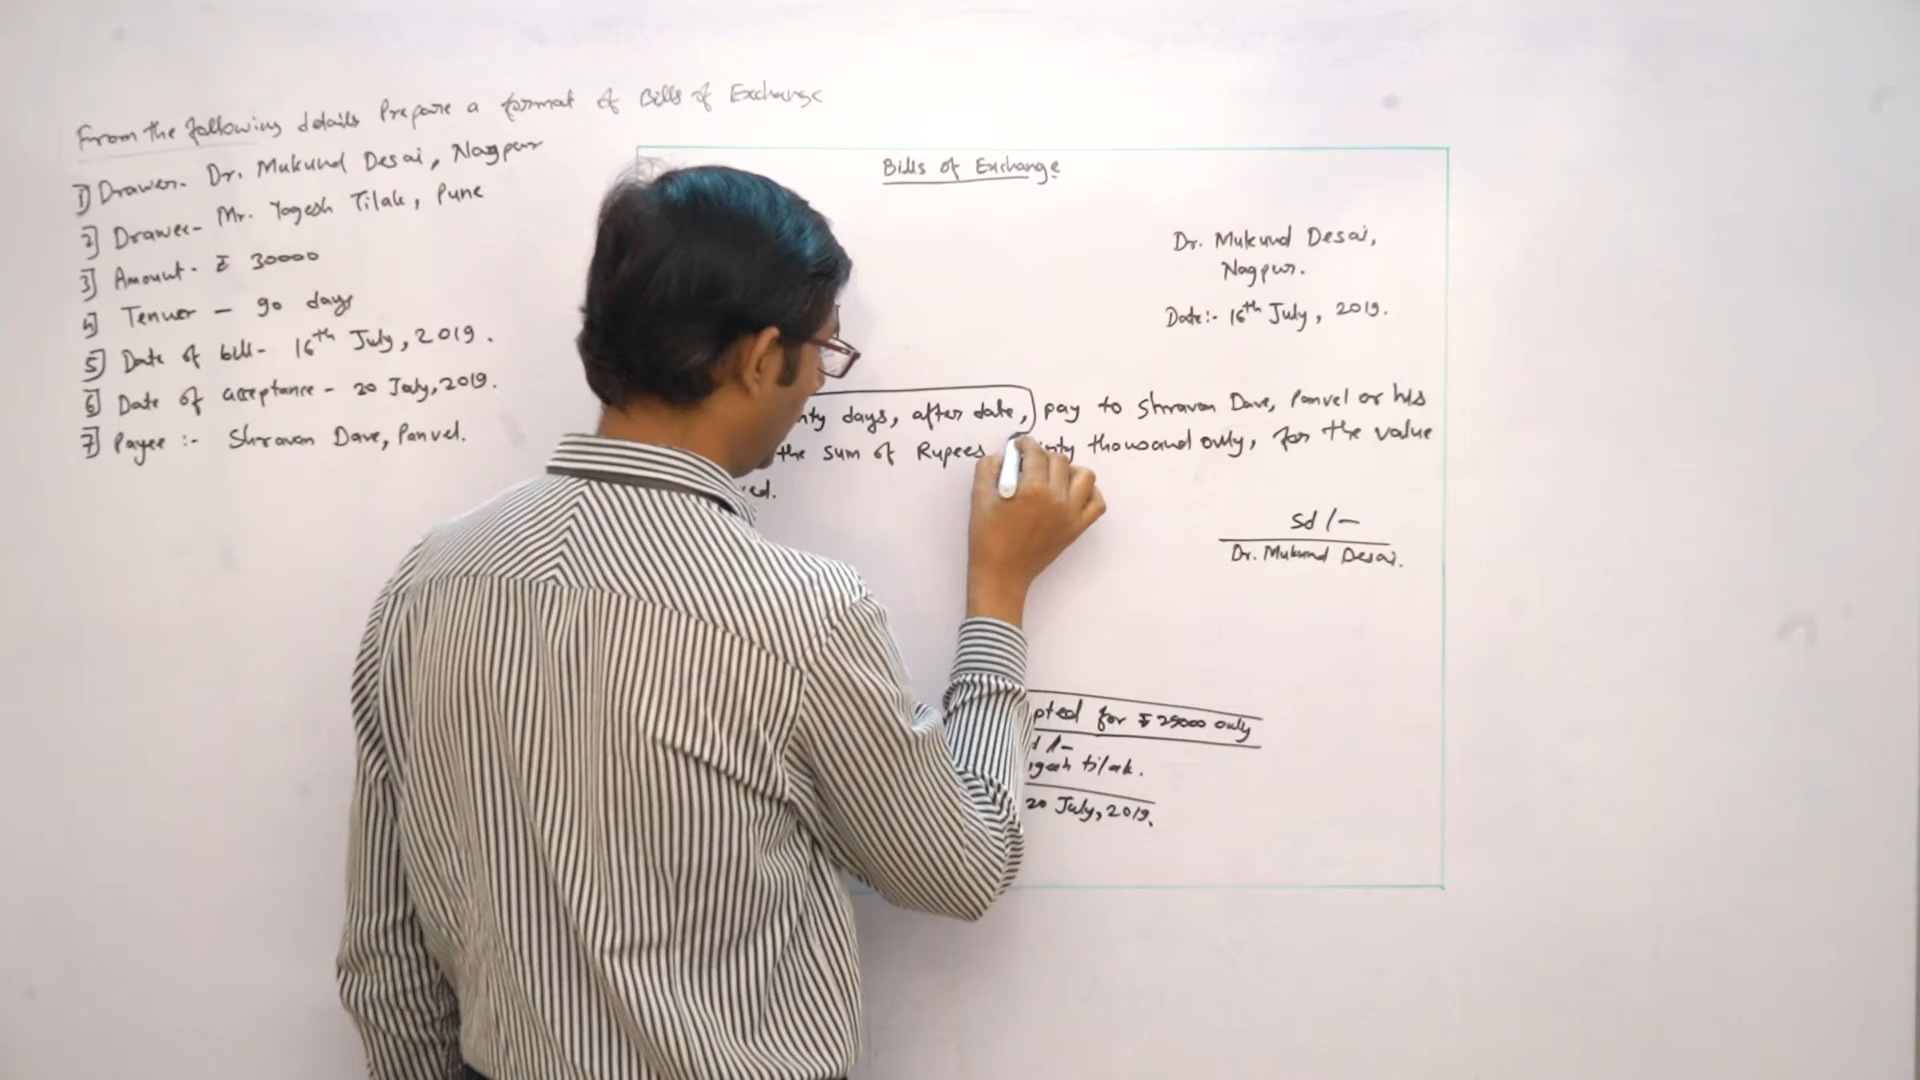 From the following details Prepare a format of Bills of Exchange
1] Drawer- Dr. Mukund Desai, Nagpur
2] Drawee- Mr. Yogesh Tilak, Pune
3] Amount- ₹ 30000
4] Tenuer - 90 days
5] Date of bill- 16th July, 2019.
6] Date of acceptance - 20 July, 2019.
7] Payee :- Shravan Dave, Panvel.
Bills of Exchange
Dr. Mukund Desai,
Nagpur.
Date:- 16th July, 2019.
nty days, after date, pay to Shravan Dave, Panvel or his
the sum of Rupees thousand only, for the value
ed.
Sd/-
Dr. Mukund Desai.
pted for ₹ 25000 only
d/-
gesh tilak.
20 July, 2019.